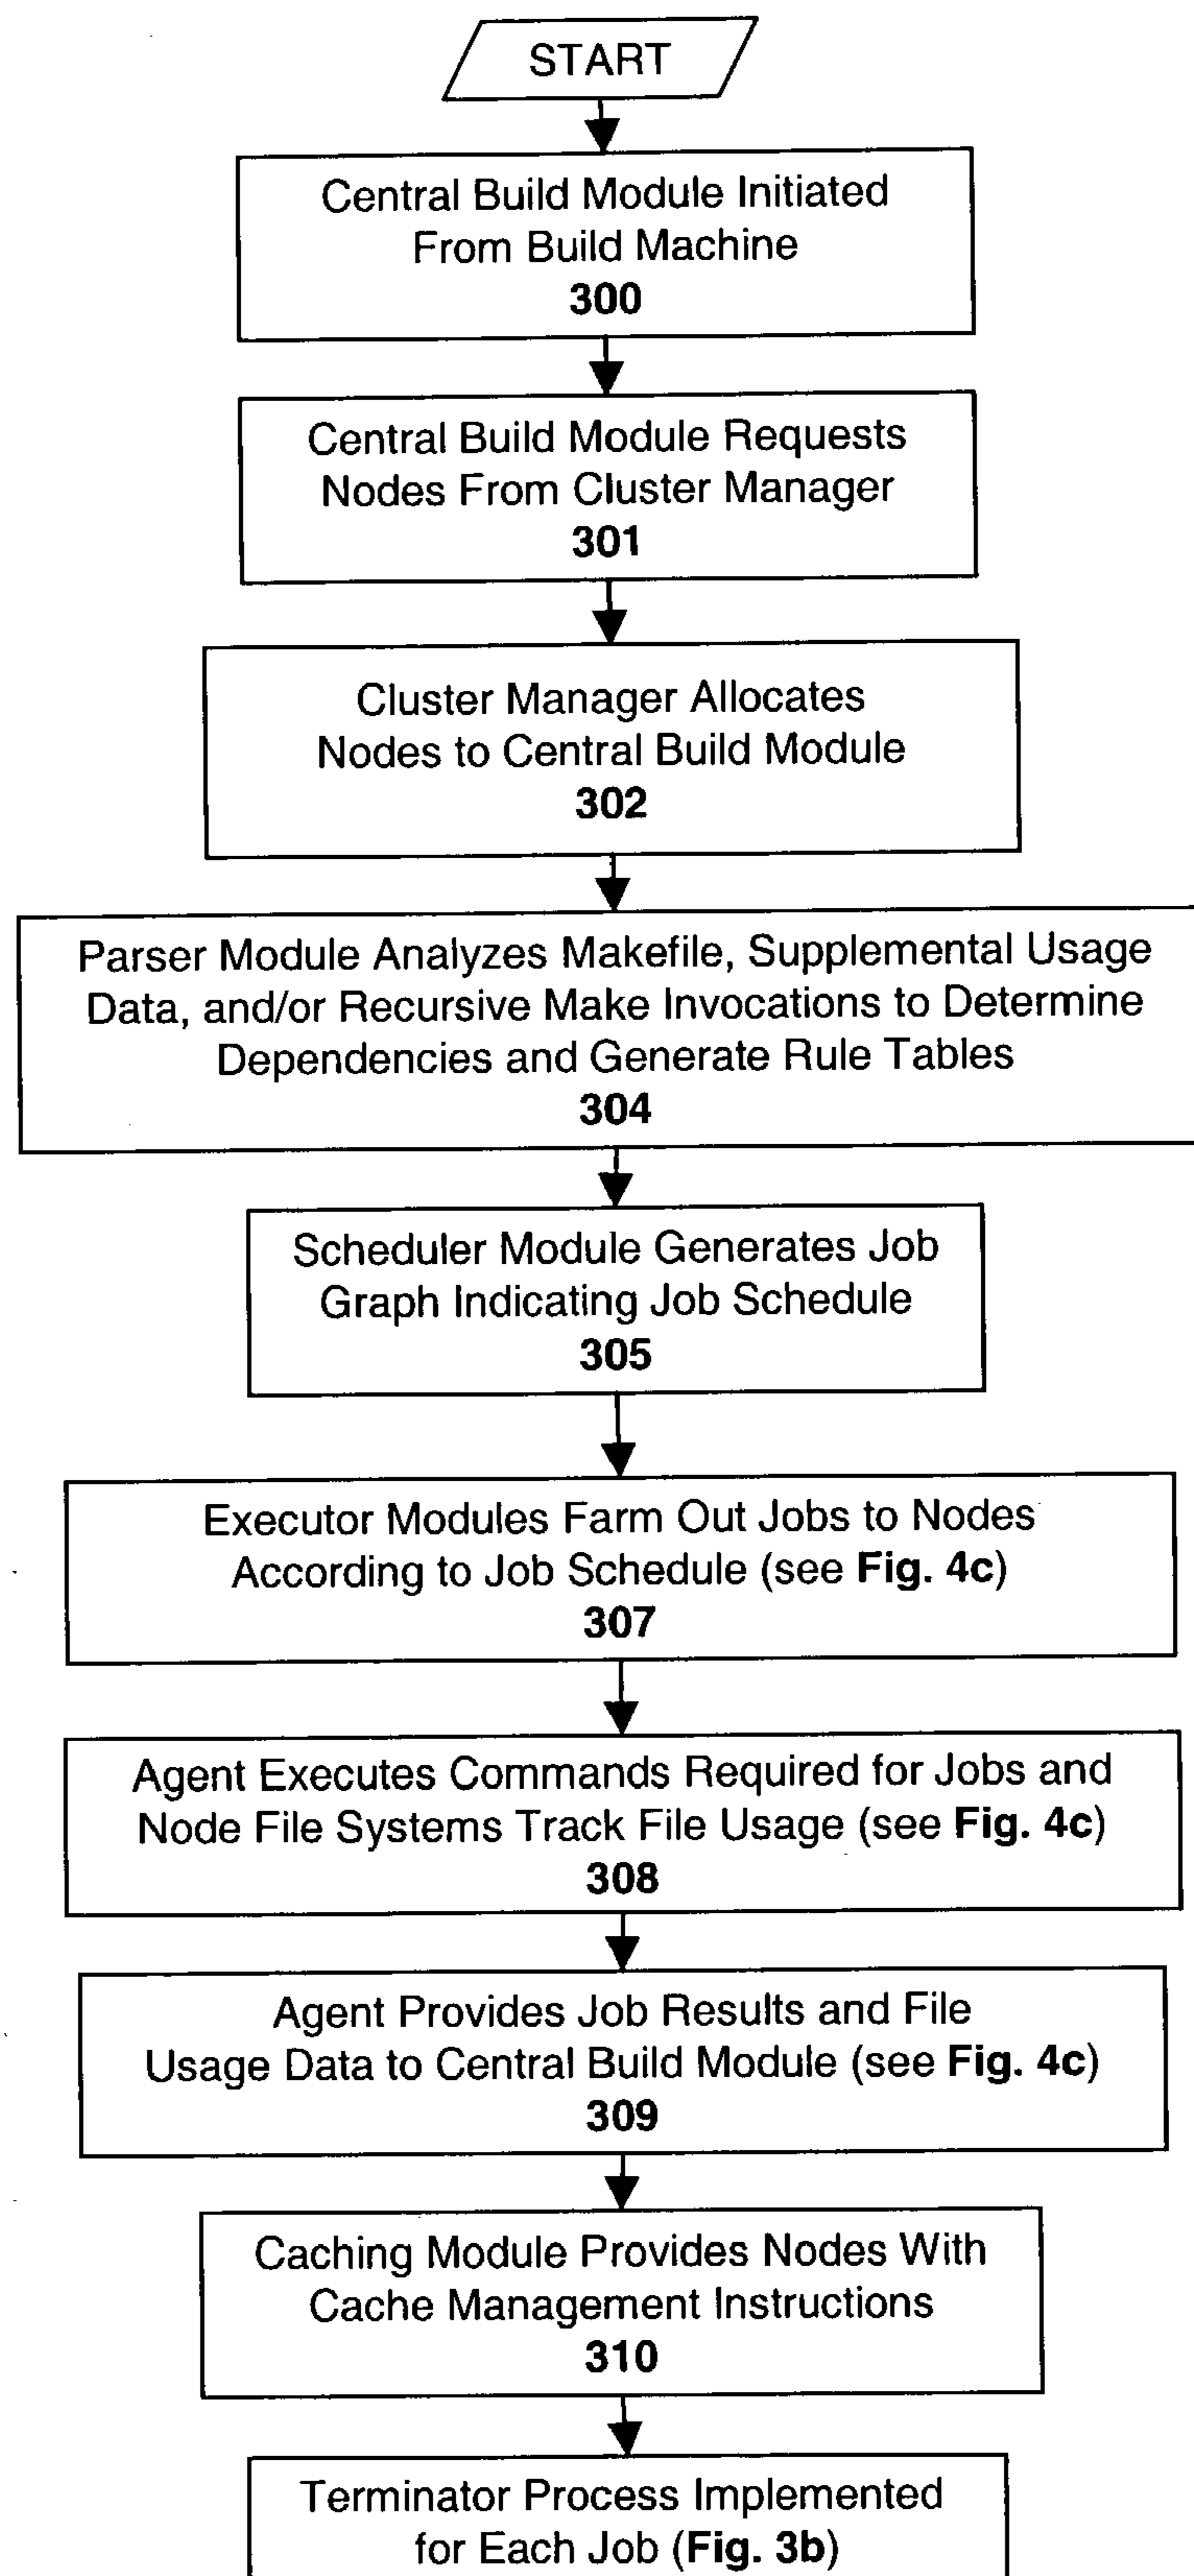 START
Central Build Module Initiated
From Build Machine
300
Central Build Module Requests
Nodes From Cluster Manager
301
Cluster Manager Allocates
Nodes to Central Build Module
302
Parser Module Analyzes Makefile, Supplemental Usage
Data, and/or Recursive Make Invocations to Determine
Dependencies and Generate Rule Tables
304
Scheduler Module Generates Job
Graph Indicating Job Schedule
305
Executor Modules Farm Out Jobs to Nodes
According to Job Schedule (see Fig. 4c)
307
Agent Executes Commands Required for Jobs and
Node File Systems Track File Usage (see Fig. 4c)
308
Agent Provides Job Results and File
Usage Data to Central Build Module (see Fig. 4c)
309
Caching Module Provides Nodes With
Cache Management Instructions
310
Terminator Process Implemented
for Each Job (Fig. 3b)